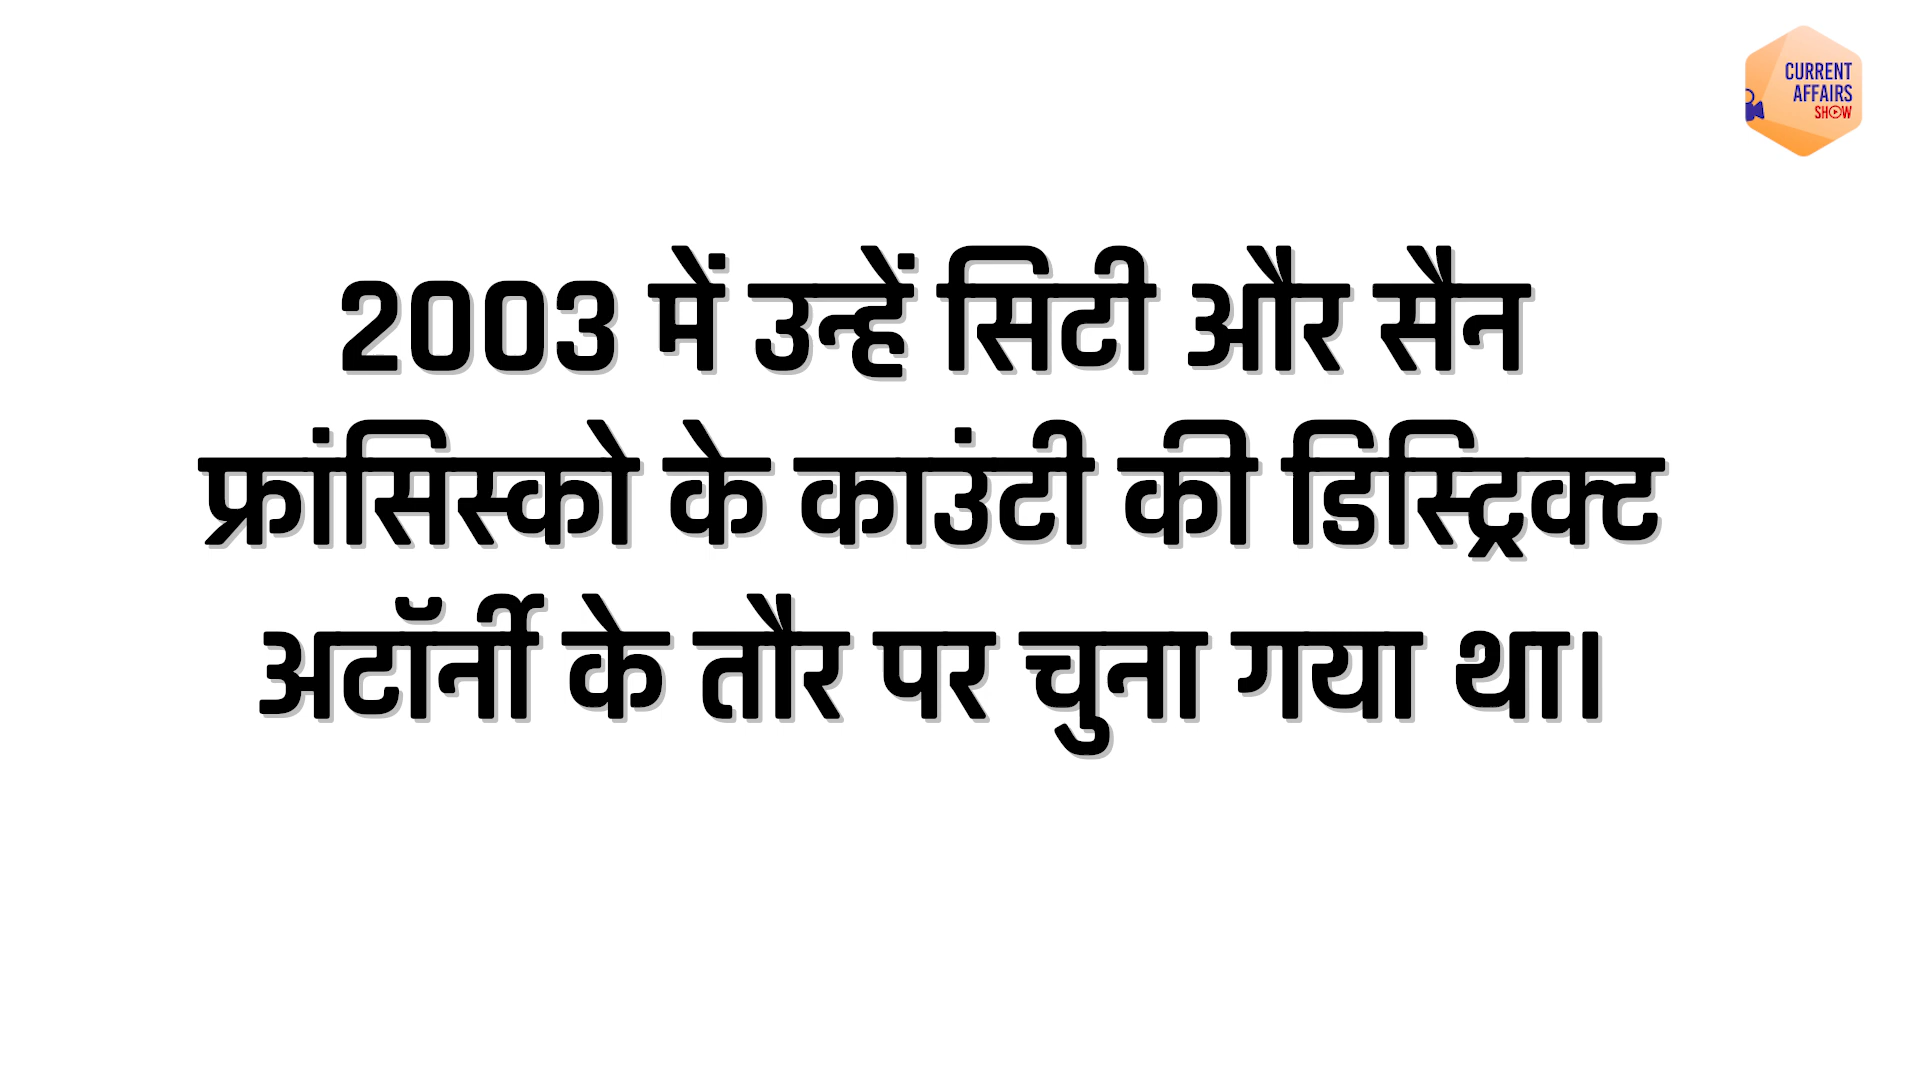 CURRENT
AFFAIRS
SHOW
2003 में उन्हें सिटी और सैन
फ्रांसिस्को के काउंटी की डिस्ट्रिक्ट
अटॉर्नी के तौर पर चुना गया था।